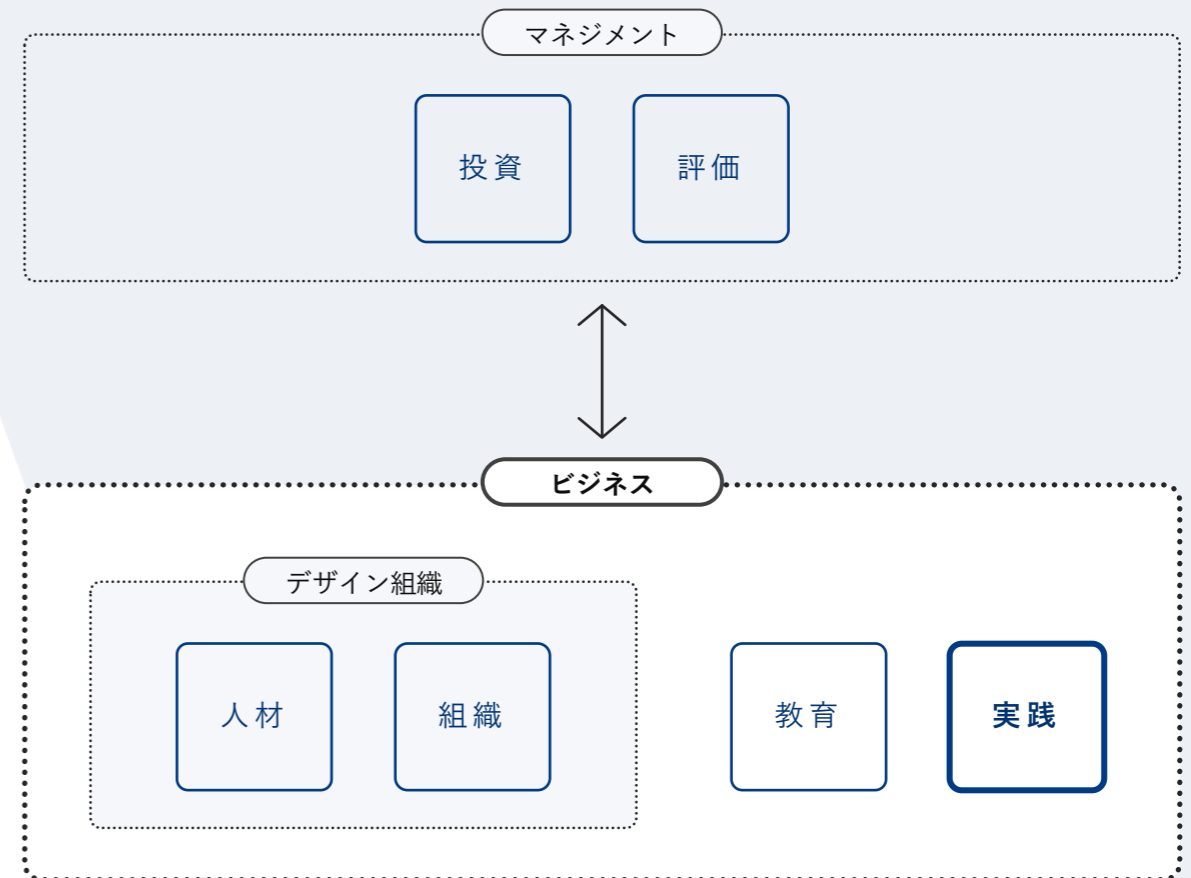 マネジメント
投資
評価
ビジネス
デザイン組織
人材
組織
教育
実践